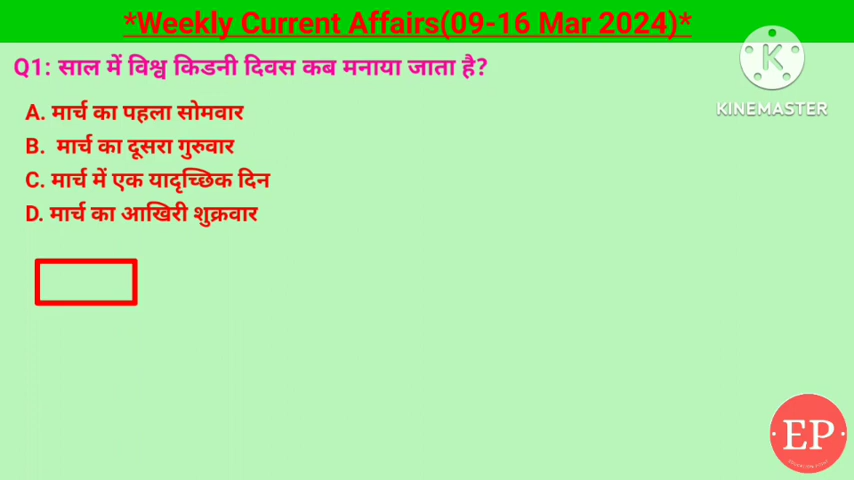 *Weekly Current Affairs(09-16 Mar 2024)*
Q1: साल में विश्व किडनी दिवस कब मनाया जाता है?
A. मार्च का पहला सोमवार
B. मार्च का दूसरा गुरुवार
C. मार्च में एक यादृच्छिक दिन
D. मार्च का आखिरी शुक्रवार
K
KINEMASTER
EP